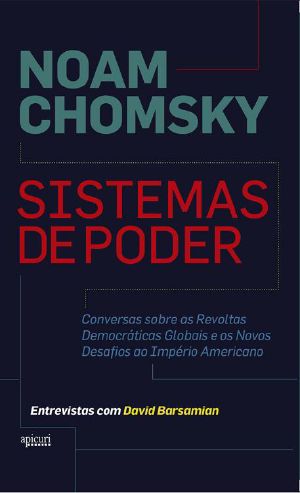 NOAM
CHOMSKY
SISTEMAS
DE PODER
Conversas sobre as Revoltas
Democráticas Globais e os Novos
Desafios ao Império Americano
Entrevistas com David Barsamian
apicuri